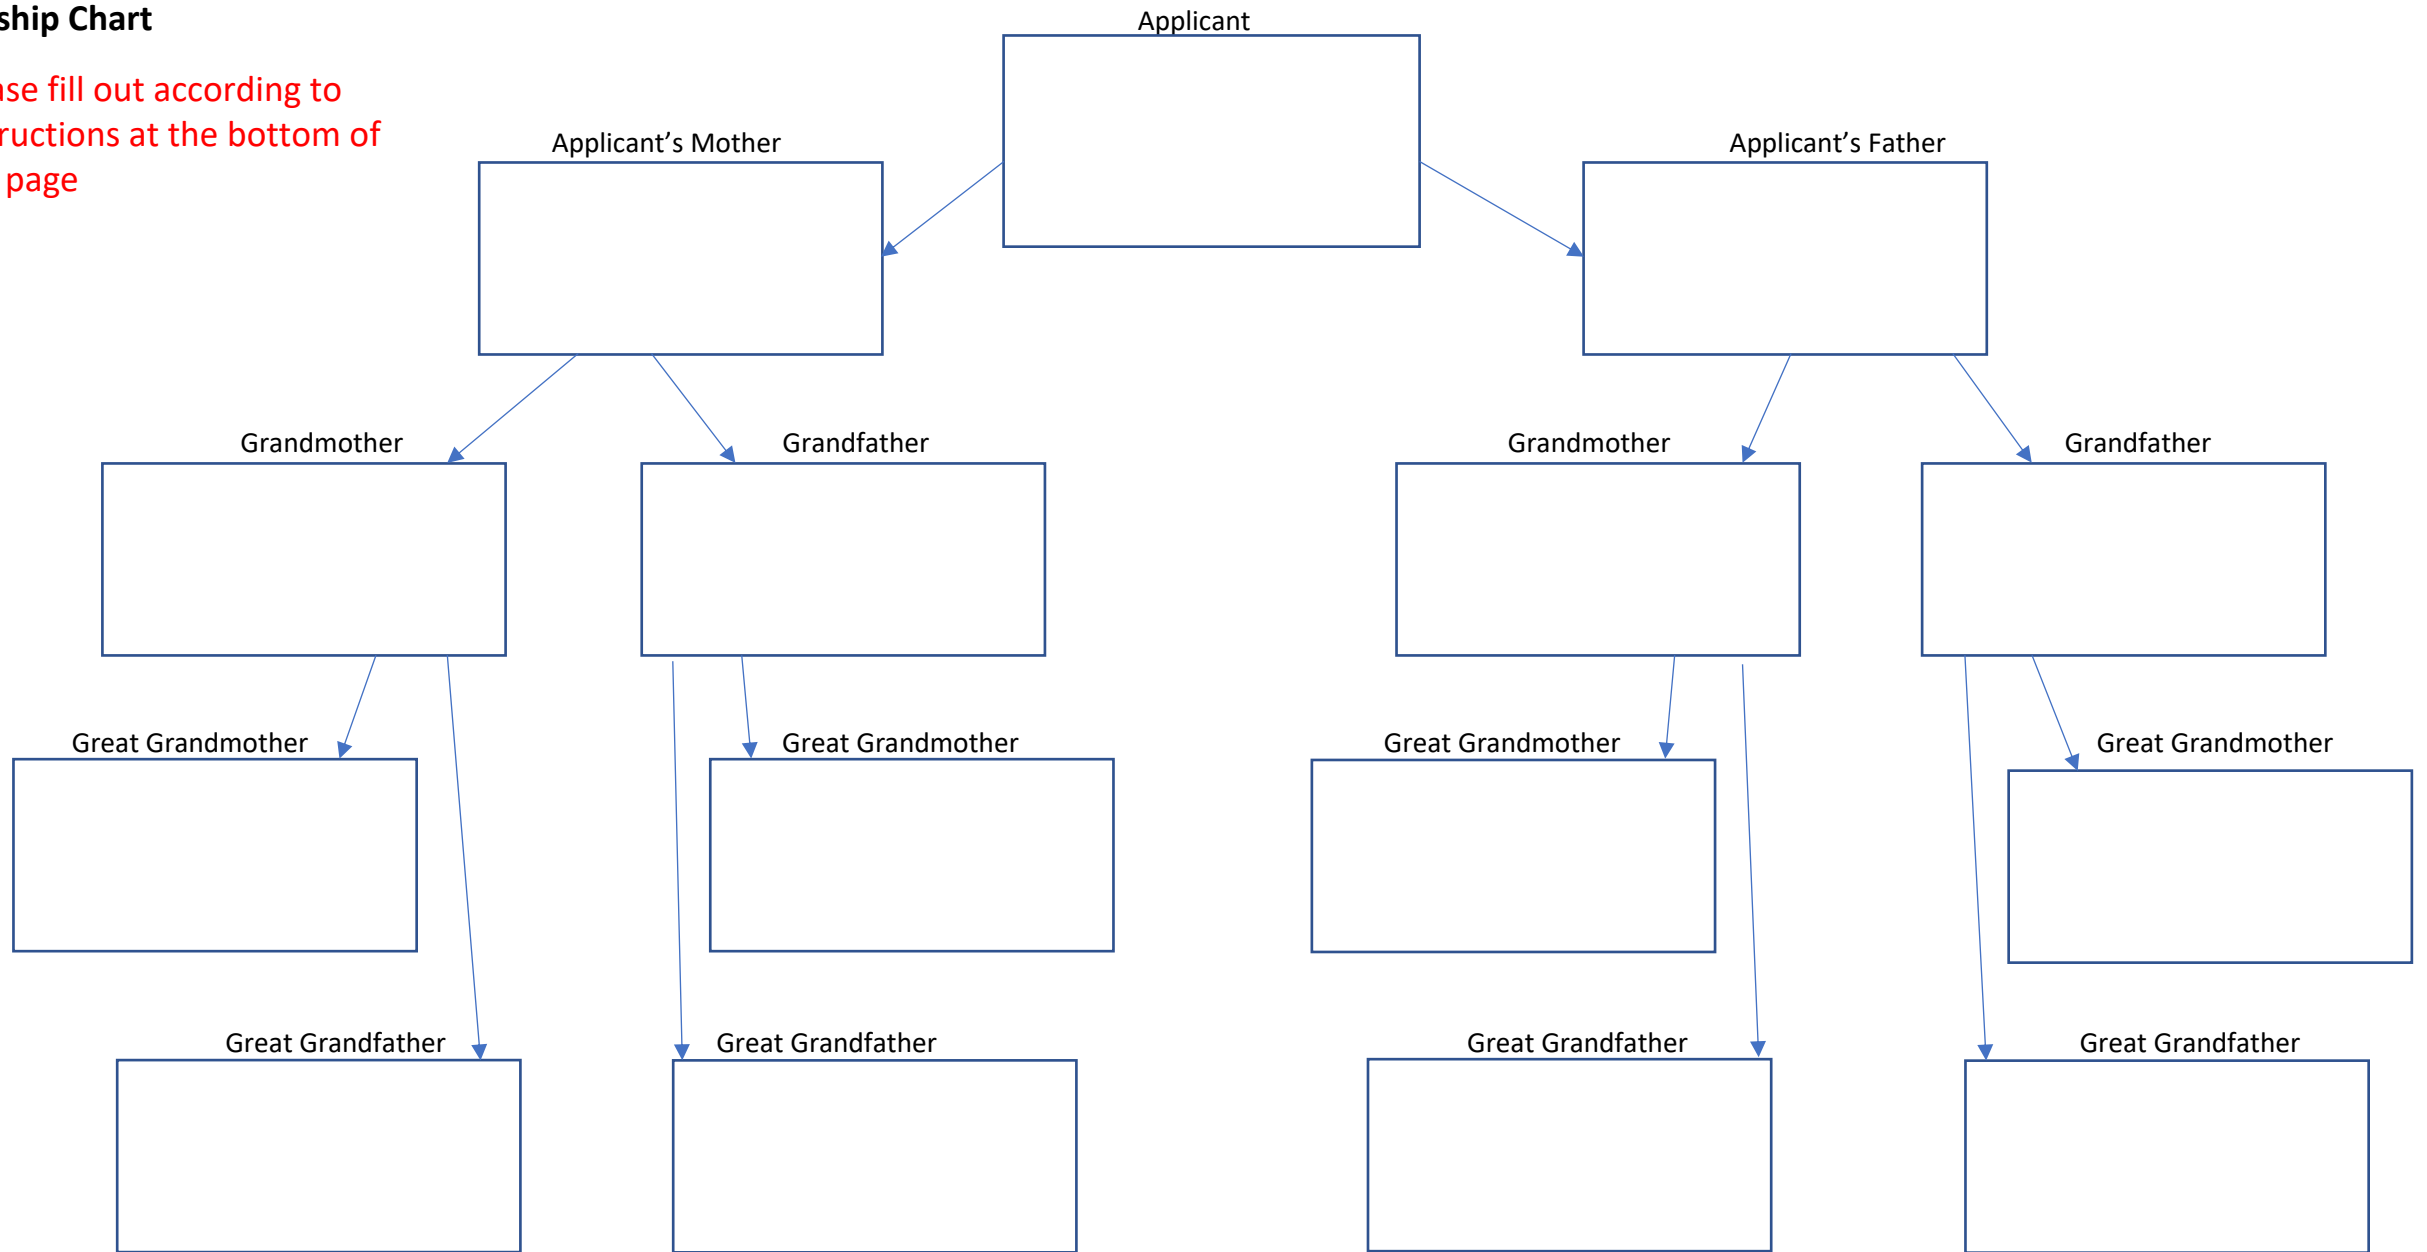 ship Chart
Applicant
ase fill out according to
ructions at the bottom of
page
Applicant's Mother
Applicant's Father
Grandmother
Grandfather
Grandmother
Grandfather
Great Grandmother
Great Grandmother
Great Grandmother
Great Grandmother
Great Grandfather
Great Grandfather
Great Grandfather
Great Grandfather